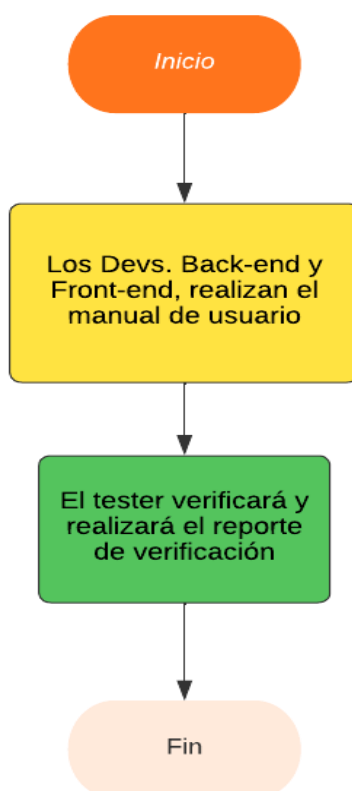 Inicio
Los Devs. Back-end y
Front-end, realizan el
manual de usuario
El tester verificará y
realizará el reporte
de verificación
Fin